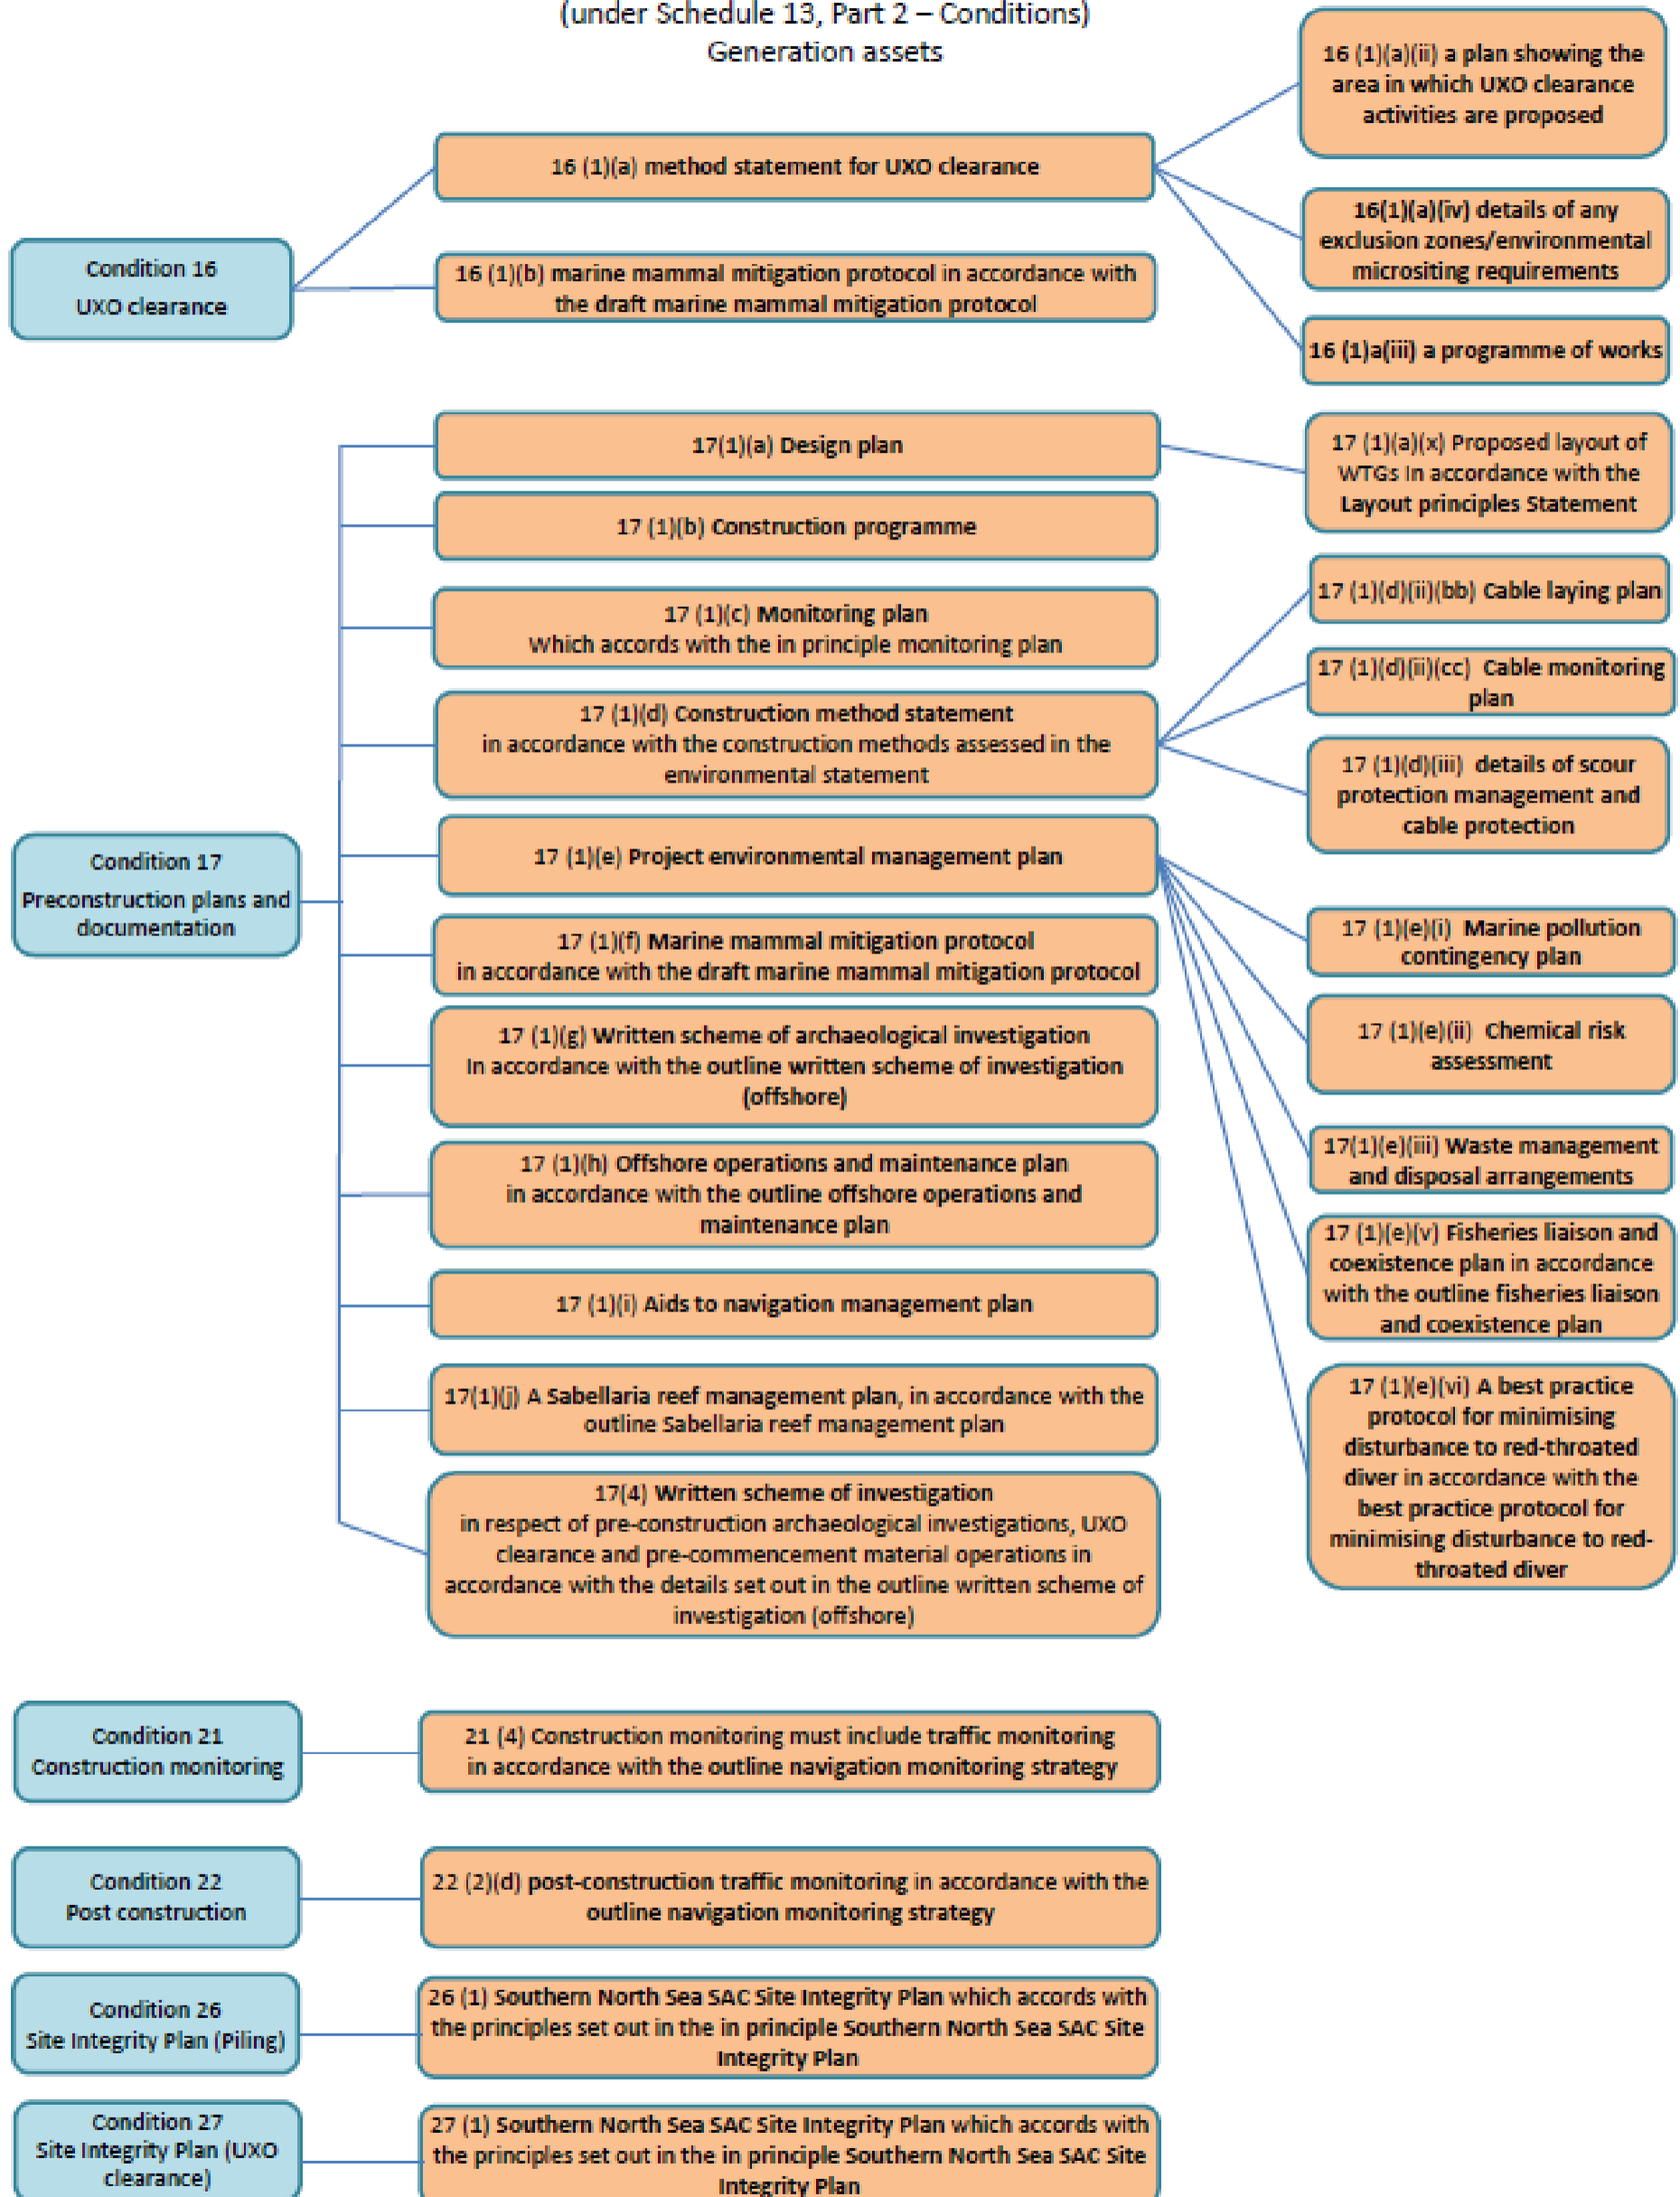 (under Schedule 13, Part 2 – Conditions)
Generation assets
Condition 16
UXO clearance
16 (1)(a) method statement for UXO clearance
16 (1)(b) marine mammal mitigation protocol in accordance with
the draft marine mammal mitigation protocol
16 (1)(a)(ii) a plan showing the
area in which UXO clearance
activities are proposed
16(1)(a)(iv) details of any
exclusion zones/environmental
micrositing requirements
16 (1)a(iii) a programme of works
Condition 17
Preconstruction plans and
documentation
17(1)(a) Design plan
17 (1)(b) Construction programme
17 (1)(c) Monitoring plan
Which accords with the in principle monitoring plan
17 (1)(d) Construction method statement
in accordance with the construction methods assessed in the
environmental statement
17 (1)(e) Project environmental management plan
17 (1)(f) Marine mammal mitigation protocol
in accordance with the draft marine mammal mitigation protocol
17 (1)(g) Written scheme of archaeological investigation
In accordance with the outline written scheme of investigation
(offshore)
17 (1)(h) Offshore operations and maintenance plan
in accordance with the outline offshore operations and
maintenance plan
17 (1)(i) Aids to navigation management plan
17(1)(j) A Sabellaria reef management plan, in accordance with the
outline Sabellaria reef management plan
17(4) Written scheme of investigation
in respect of pre-construction archaeological investigations, UXO
clearance and pre-commencement material operations in
accordance with the details set out in the outline written scheme of
investigation (offshore)
17 (1)(a)(x) Proposed layout of
WTGs In accordance with the
Layout principles Statement
17 (1)(d)(ii)(bb) Cable laying plan
17 (1)(d)(ii)(cc) Cable monitoring
plan
17 (1)(d)(iii) details of scour
protection management and
cable protection
17 (1)(e)(i) Marine pollution
contingency plan
17 (1)(e)(ii) Chemical risk
assessment
17(1)(e)(iii) Waste management
and disposal arrangements
17 (1)(e)(v) Fisheries liaison and
coexistence plan in accordance
with the outline fisheries liaison
and coexistence plan
17 (1)(e)(vi) A best practice
protocol for minimising
disturbance to red-throated
diver in accordance with the
best practice protocol for
minimising disturbance to red-
throated diver
Condition 21
Construction monitoring
21 (4) Construction monitoring must include traffic monitoring
in accordance with the outline navigation monitoring strategy
Condition 22
Post construction
22 (2)(d) post-construction traffic monitoring in accordance with the
outline navigation monitoring strategy
Condition 26
Site Integrity Plan (Piling)
26 (1) Southern North Sea SAC Site Integrity Plan which accords with
the principles set out in the in principle Southern North Sea SAC Site
Integrity Plan
Condition 27
Site Integrity Plan (UXO
clearance)
27 (1) Southern North Sea SAC Site Integrity Plan which accords with
the principles set out in the in principle Southern North Sea SAC Site
Integrity Plan